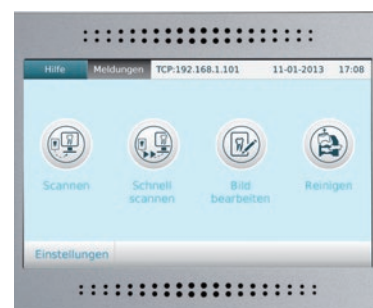 Hilfe Meldungen TCP:192.168.1.101 11-01-2013 17:08
Scannen Schnell scannen Bild bearbeiten Reinigen
Einstellungen